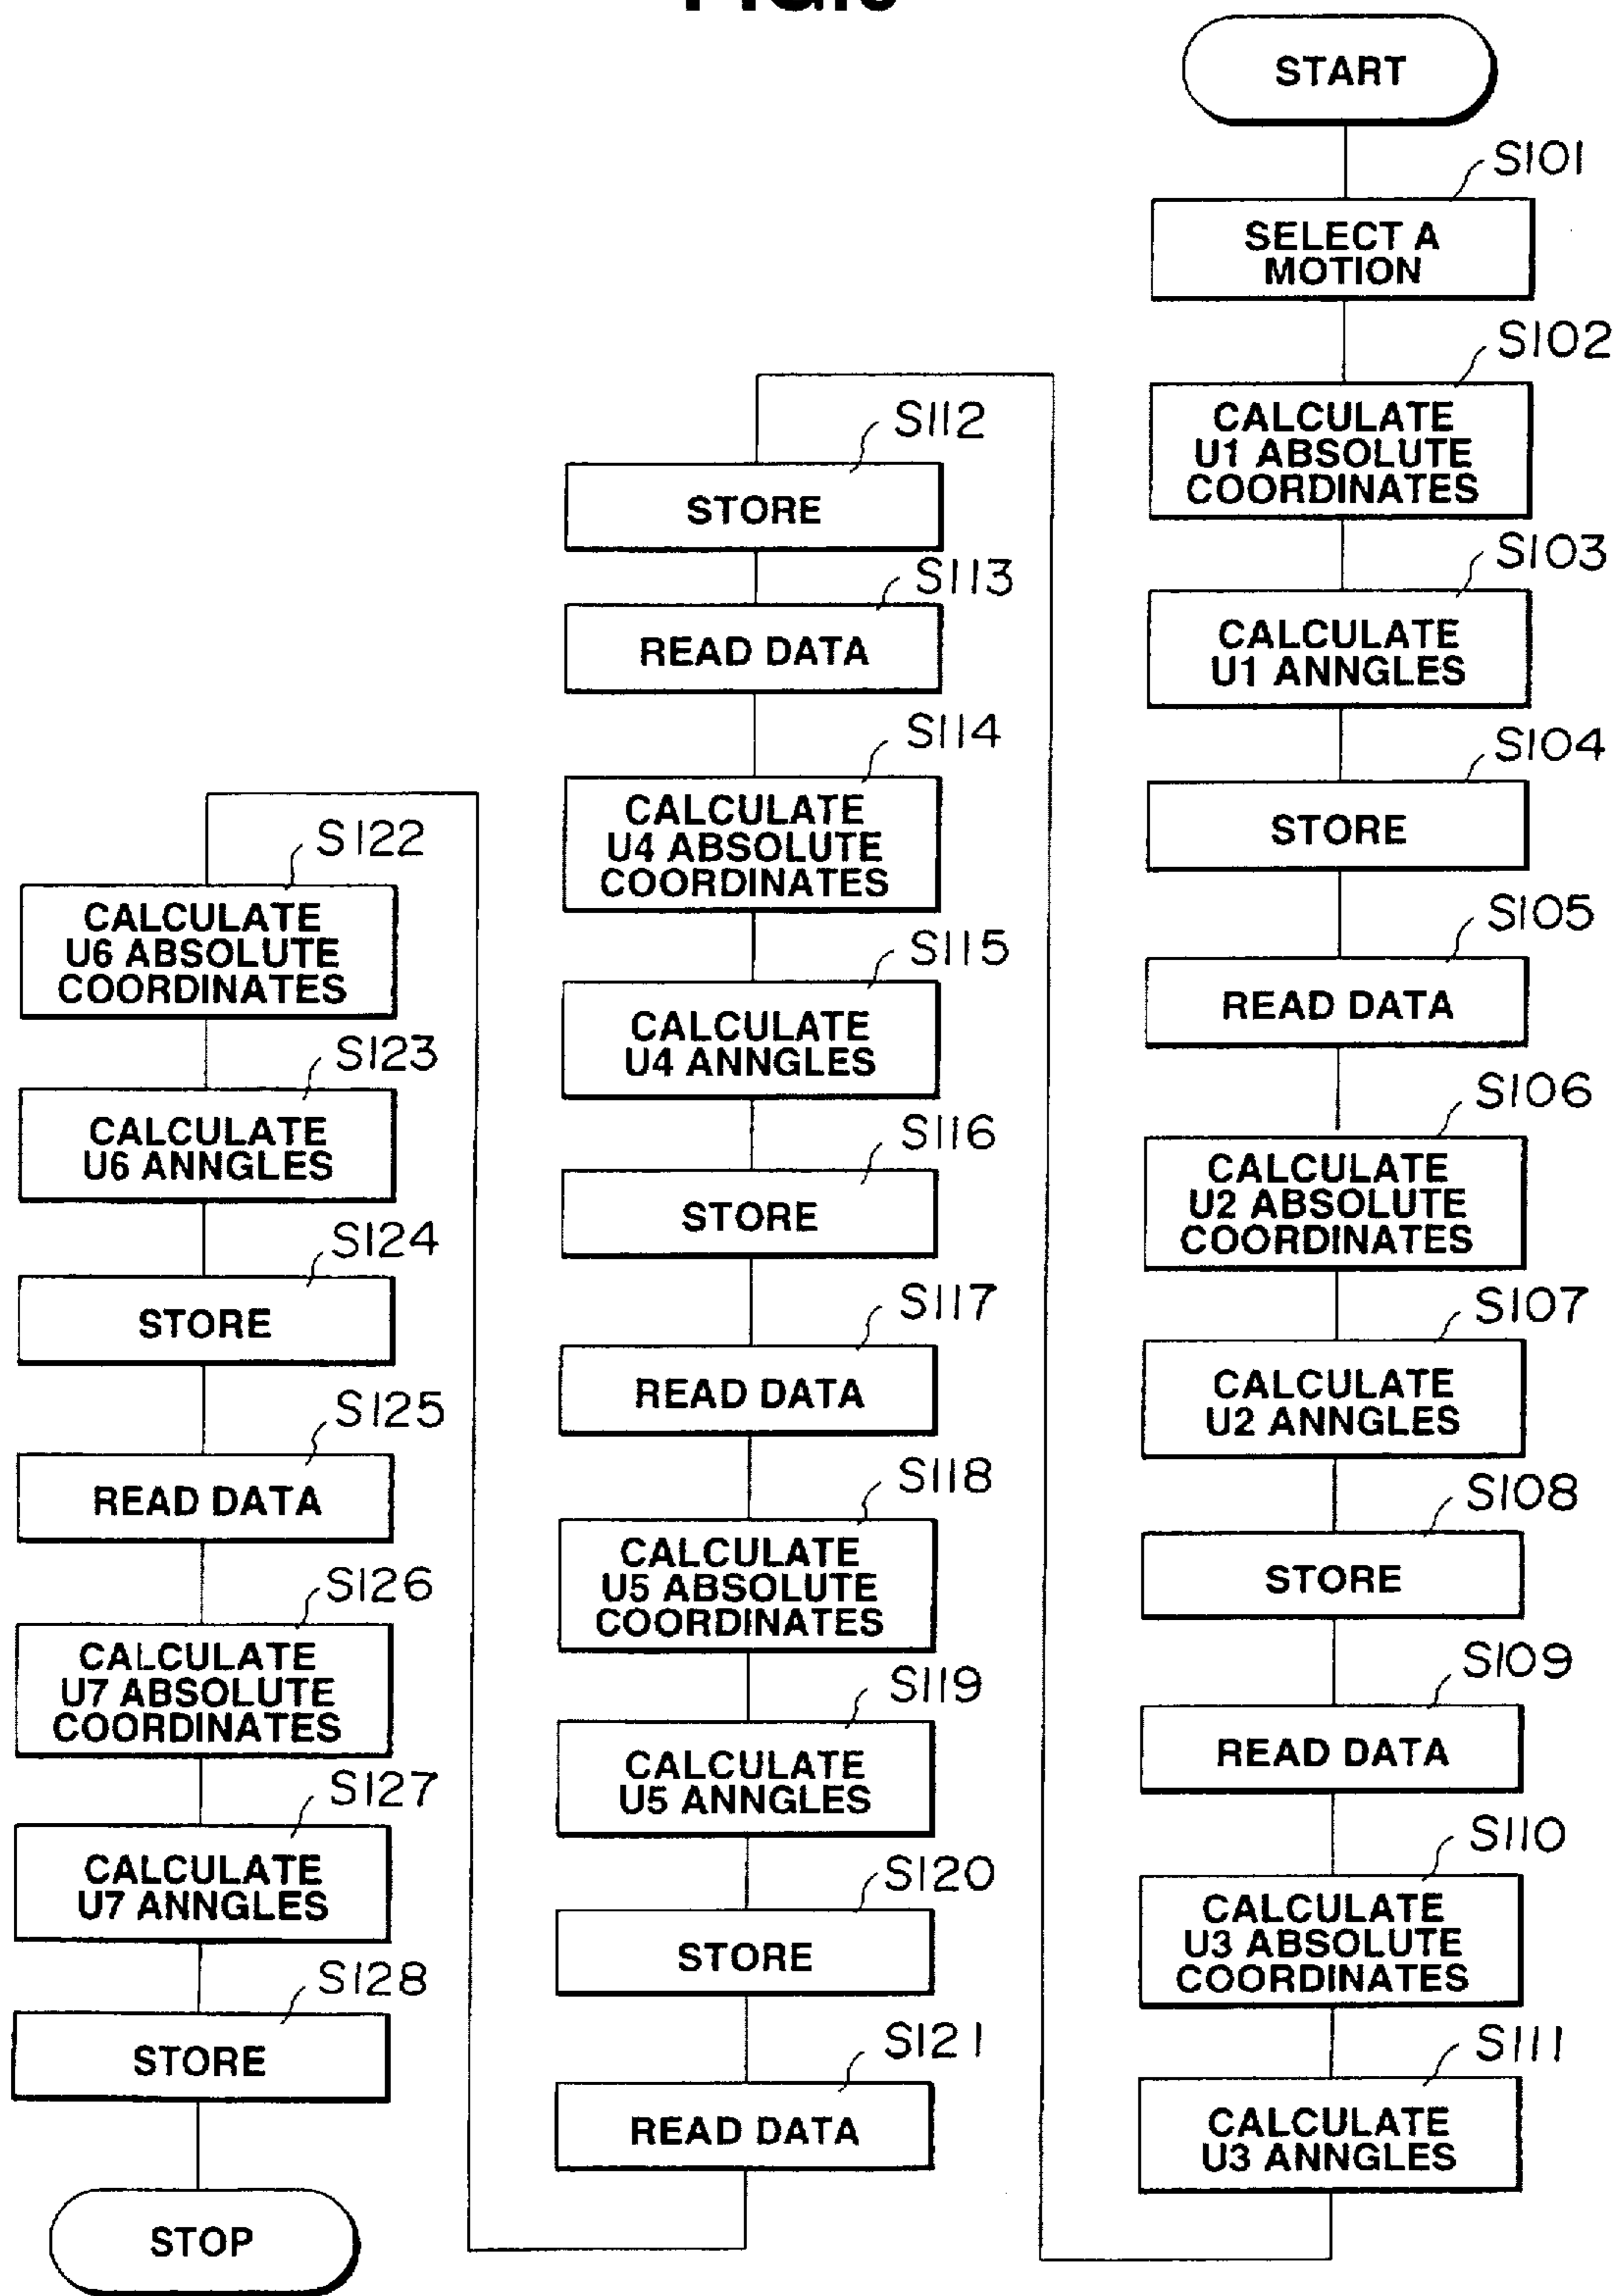 START
S101
SELECT A
MOTION
S102
CALCULATE
U1 ABSOLUTE
COORDINATES
S103
CALCULATE
U1 ANNGLES
S104
STORE
S105
READ DATA
S106
CALCULATE
U2 ABSOLUTE
COORDINATES
S107
CALCULATE
U2 ANNGLES
S108
STORE
S109
READ DATA
S110
CALCULATE
U3 ABSOLUTE
COORDINATES
S111
CALCULATE
U3 ANNGLES
S112
STORE
S113
READ DATA
S114
CALCULATE
U4 ABSOLUTE
COORDINATES
S115
CALCULATE
U4 ANNGLES
S116
STORE
S117
READ DATA
S118
CALCULATE
U5 ABSOLUTE
COORDINATES
S119
CALCULATE
U5 ANNGLES
S120
STORE
S121
READ DATA
S122
CALCULATE
U6 ABSOLUTE
COORDINATES
S123
CALCULATE
U6 ANNGLES
S124
STORE
S125
READ DATA
S126
CALCULATE
U7 ABSOLUTE
COORDINATES
S127
CALCULATE
U7 ANNGLES
S128
STORE
STOP